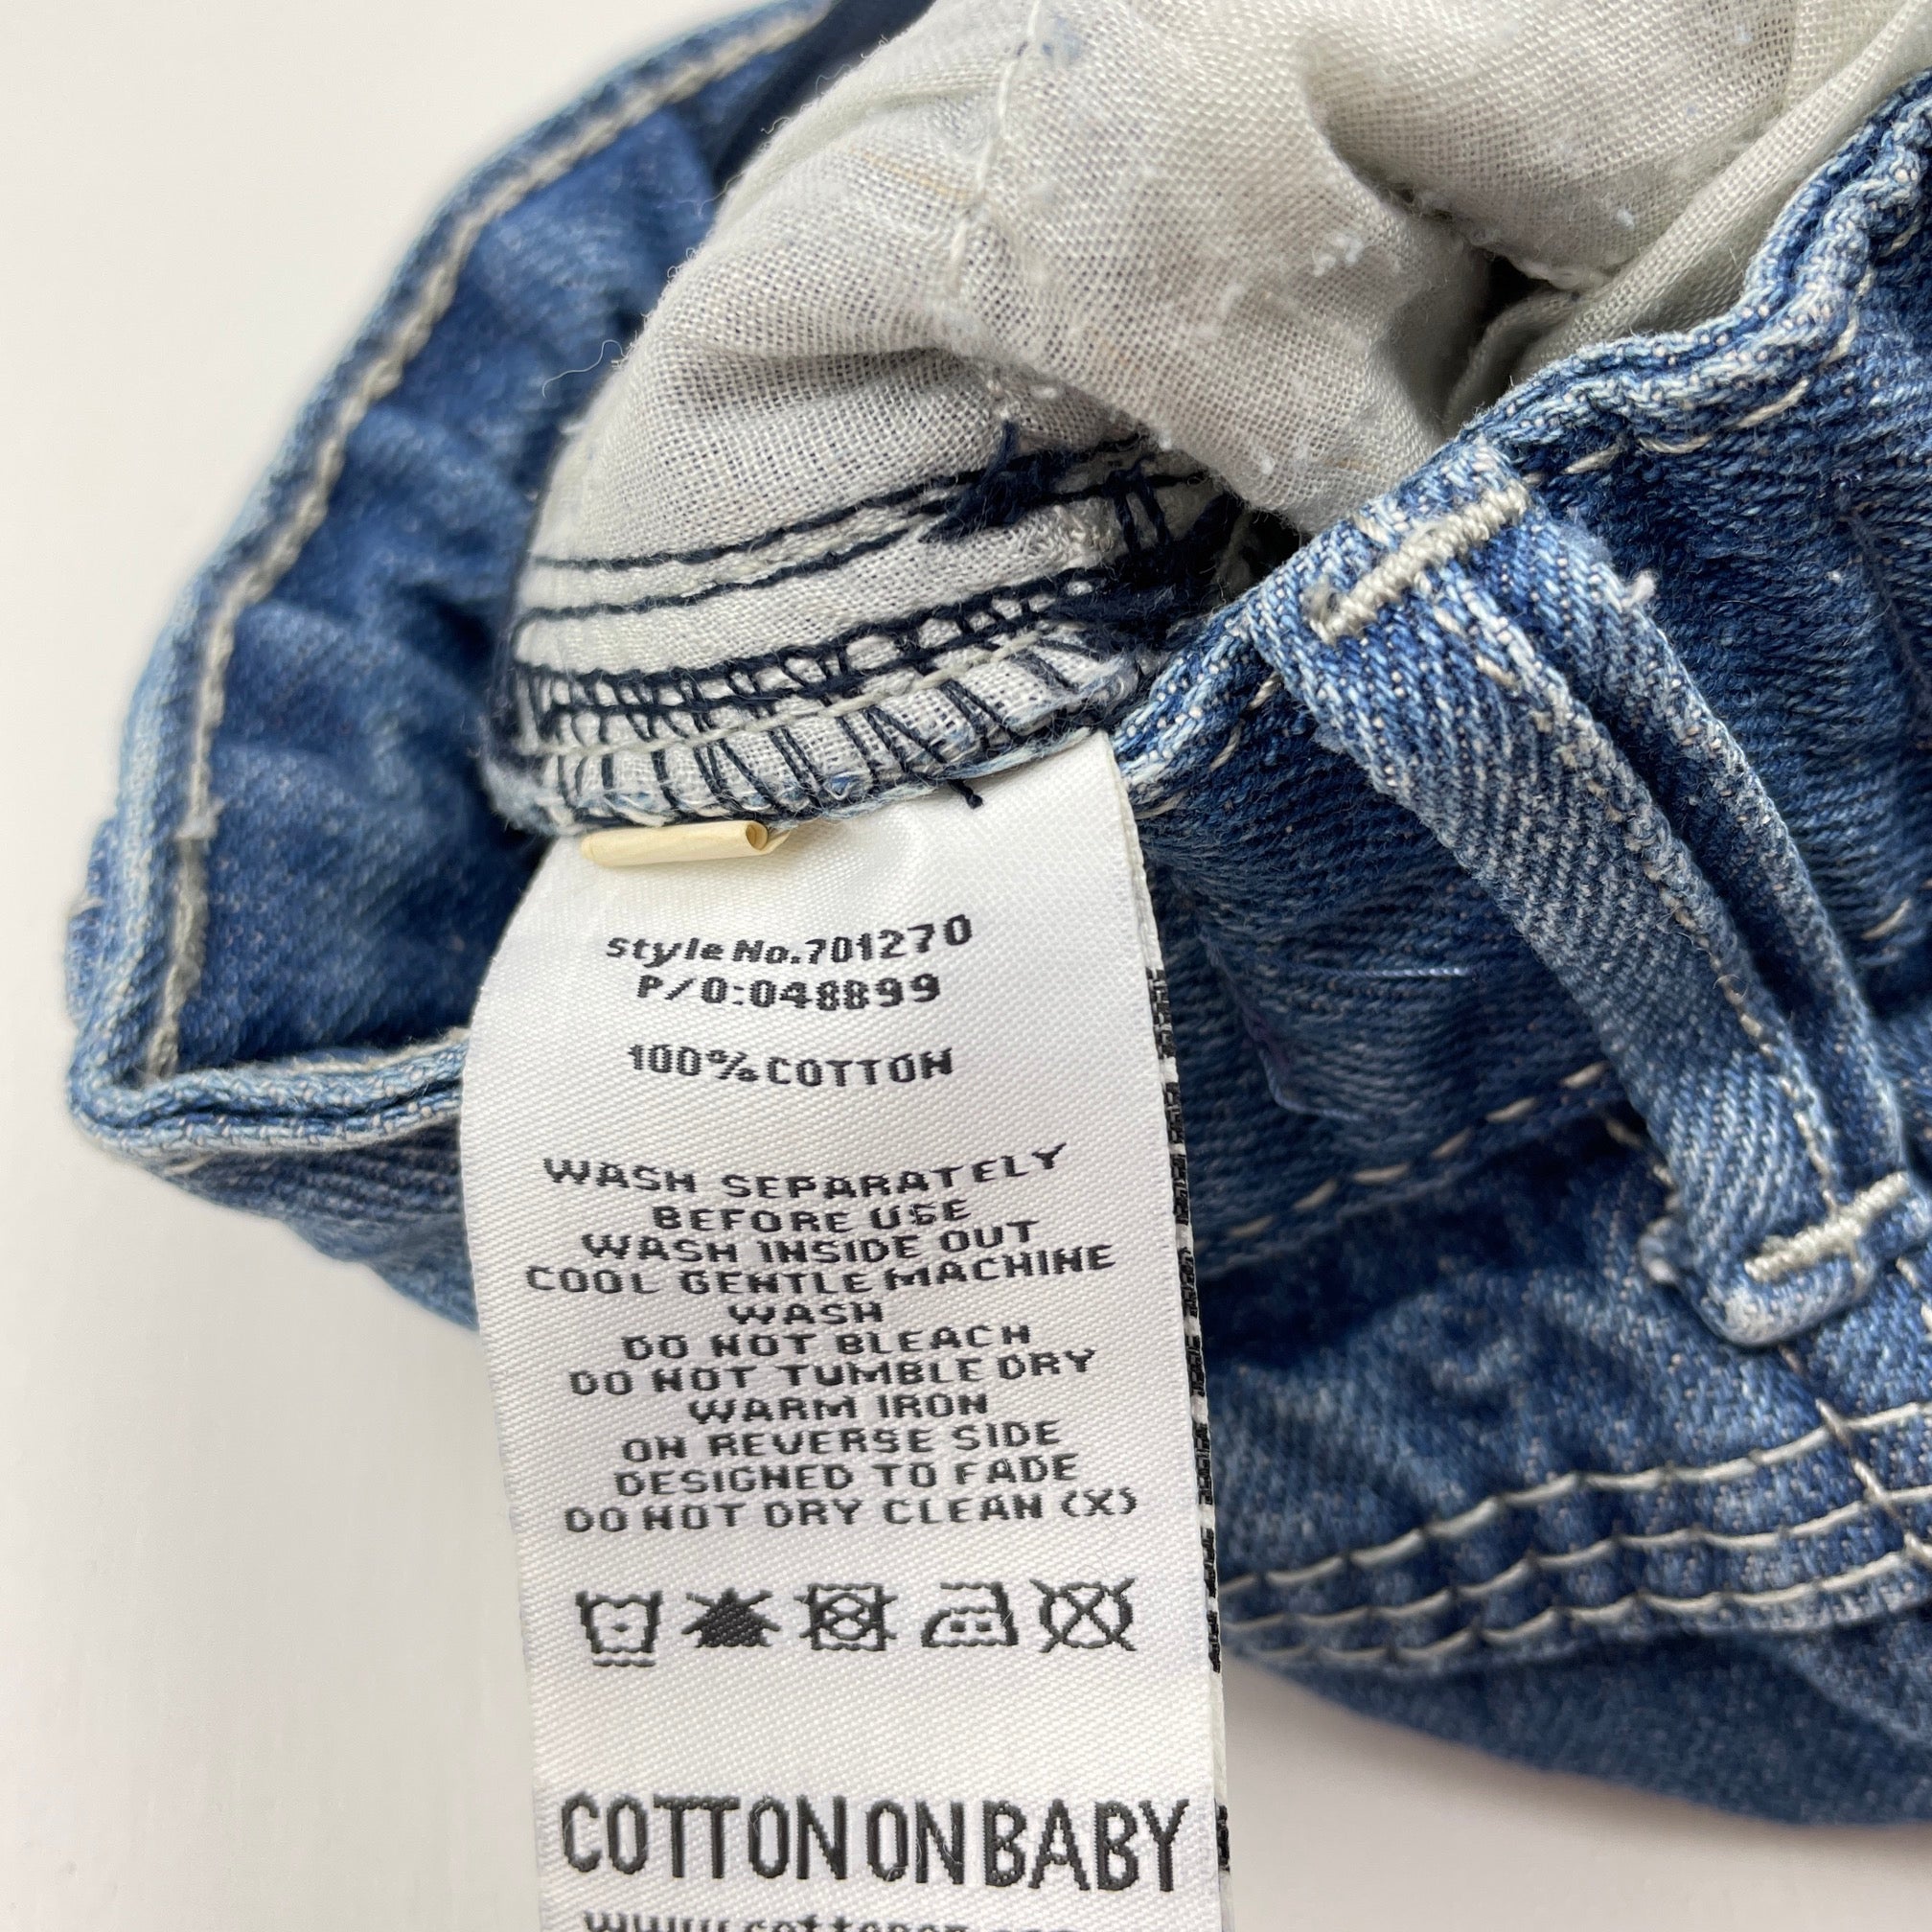 Style No.701270
P/O:048899
100% COTTON
WASH SEPARATELY
BEFORE USE
WASH INSIDE OUT
COOL GENTLE MACHINE
WASH
DO NOT BLEACH
DO NOT TUMBLE DRY
WARM IRON
ON REVERSE SIDE
DESIGNED TO FADE
DO NOT DRY CLEAN (X)
COTTON ON BABY